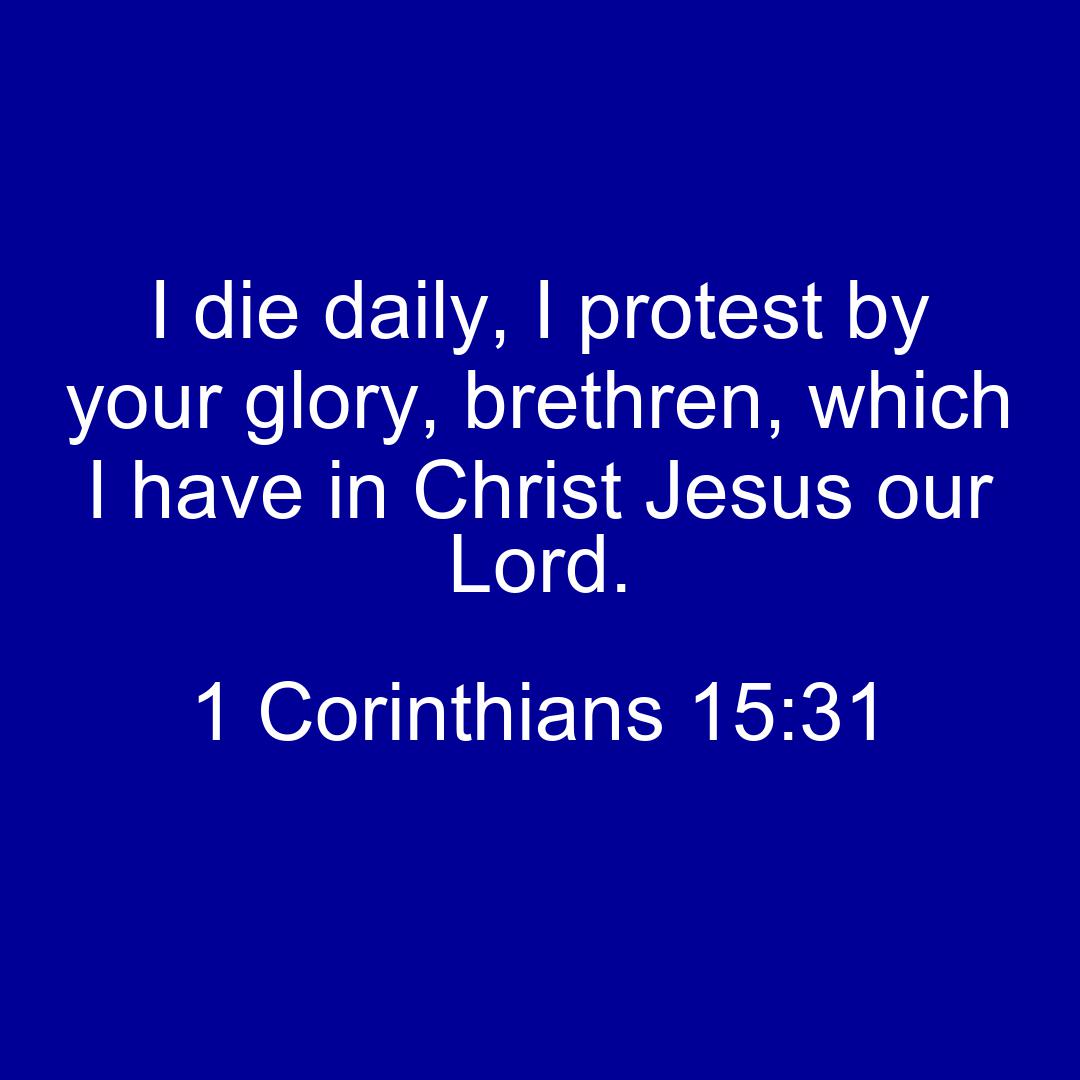 I die daily, I protest by
your glory, brethren, which
I have in Christ Jesus our
Lord.
1 Corinthians 15:31